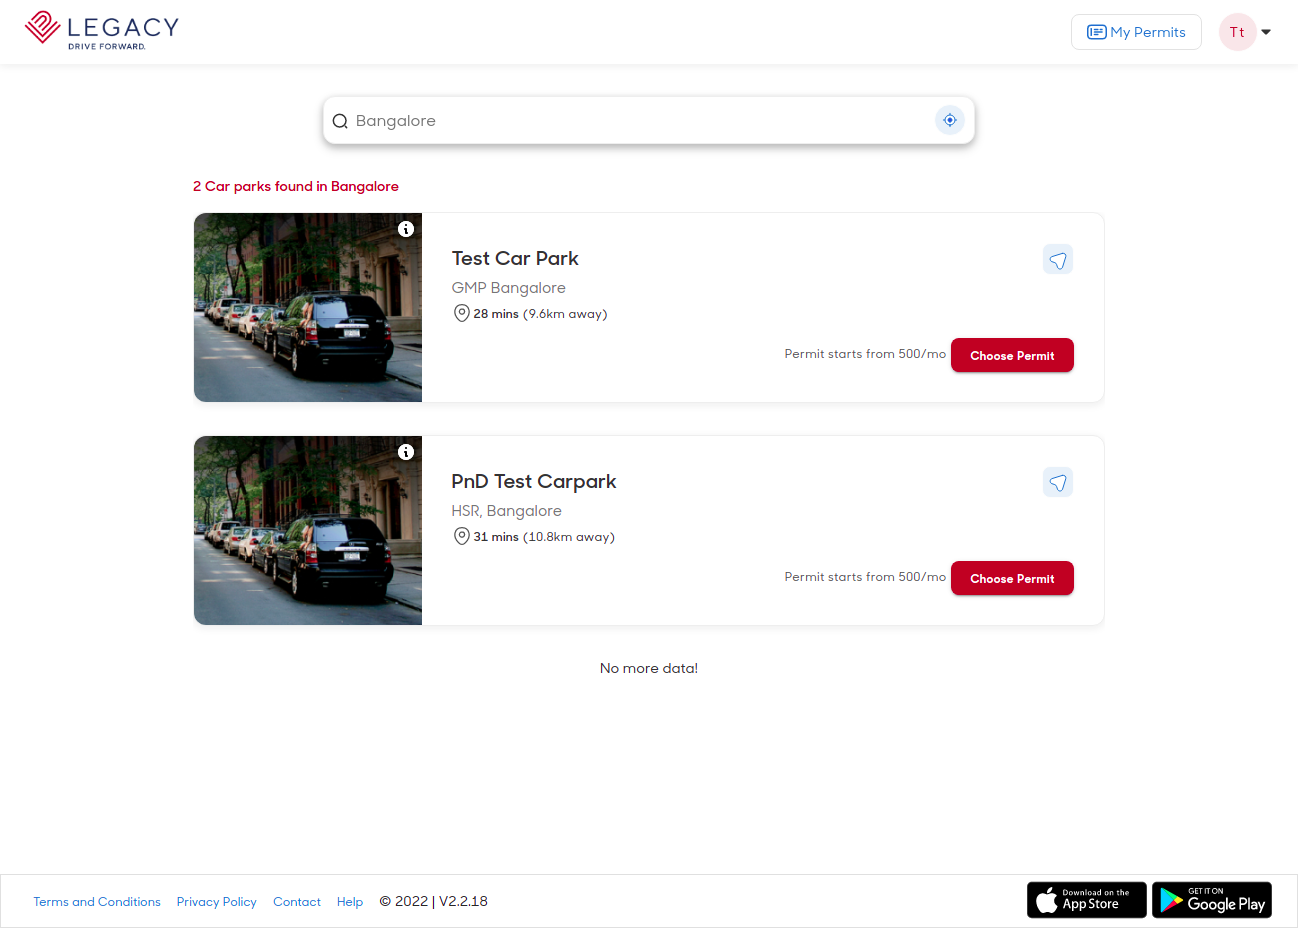 LEGACY
DRIVE FORWARD.
My Permits
Tt
Bangalore
2 Car parks found in Bangalore
Test Car Park
GMP Bangalore
28 mins (9.6km away)
Permit starts from 500/mo
Choose Permit
PnD Test Carpark
HSR, Bangalore
31 mins (10.8km away)
Permit starts from 500/mo
Choose Permit
No more data!
Terms and Conditions Privacy Policy Contact Help © 2022 | V2.2.18
Download on the
App Store
GET IT ON
Google Play